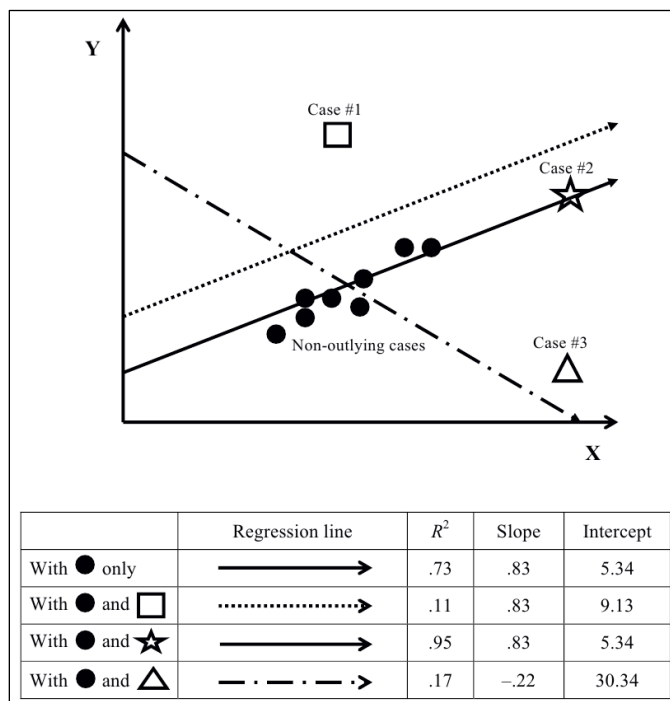 Y
Case #1
Case #2
Non-outlying cases
Case #3
X
Regression line R² Slope Intercept
With ● only .73 .83 5.34
With ● and □ .11 .83 9.13
With ● and ☆ .95 .83 5.34
With ● and △ .17 –.22 30.34